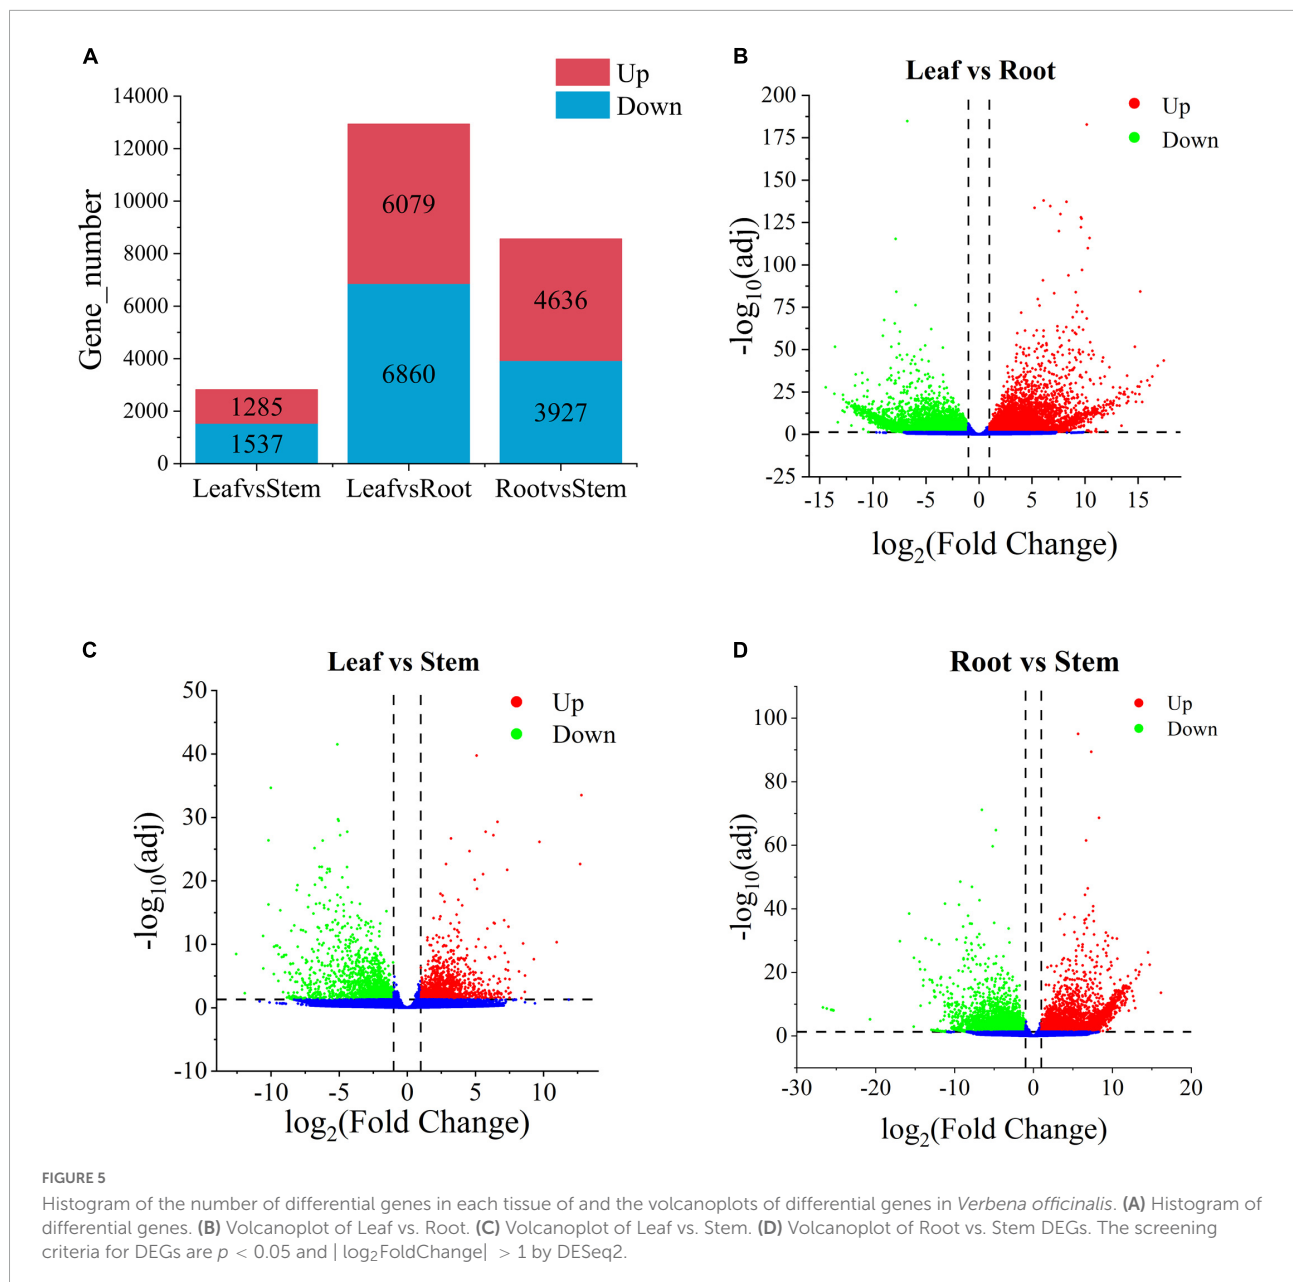 A
Up
Down
14000
12000
10000
8000
6000
4000
2000
0
Gene_number
1285
1537
6079
6860
4636
3927
LeafvsStem LeafvsRoot RootvsStem
B
Leaf vs Root
Up
Down
200
175
150
125
100
75
50
25
0
-25
-log10(adj)
-15 -10 -5 0 5 10 15
log2(Fold Change)
C
Leaf vs Stem
Up
Down
50
40
30
20
10
0
-10
-log10(adj)
-10 -5 0 5 10
log2(Fold Change)
D
Root vs Stem
Up
Down
100
80
60
40
20
0
-log10(adj)
-30 -20 -10 0 10 20
log2(Fold Change)
FIGURE 5
Histogram of the number of differential genes in each tissue of and the volcanoplots of differential genes in Verbena officinalis. (A) Histogram of
differential genes. (B) Volcanoplot of Leaf vs. Root. (C) Volcanoplot of Leaf vs. Stem. (D) Volcanoplot of Root vs. Stem DEGs. The screening
criteria for DEGs are p < 0.05 and | log2FoldChange| > 1 by DESeq2.